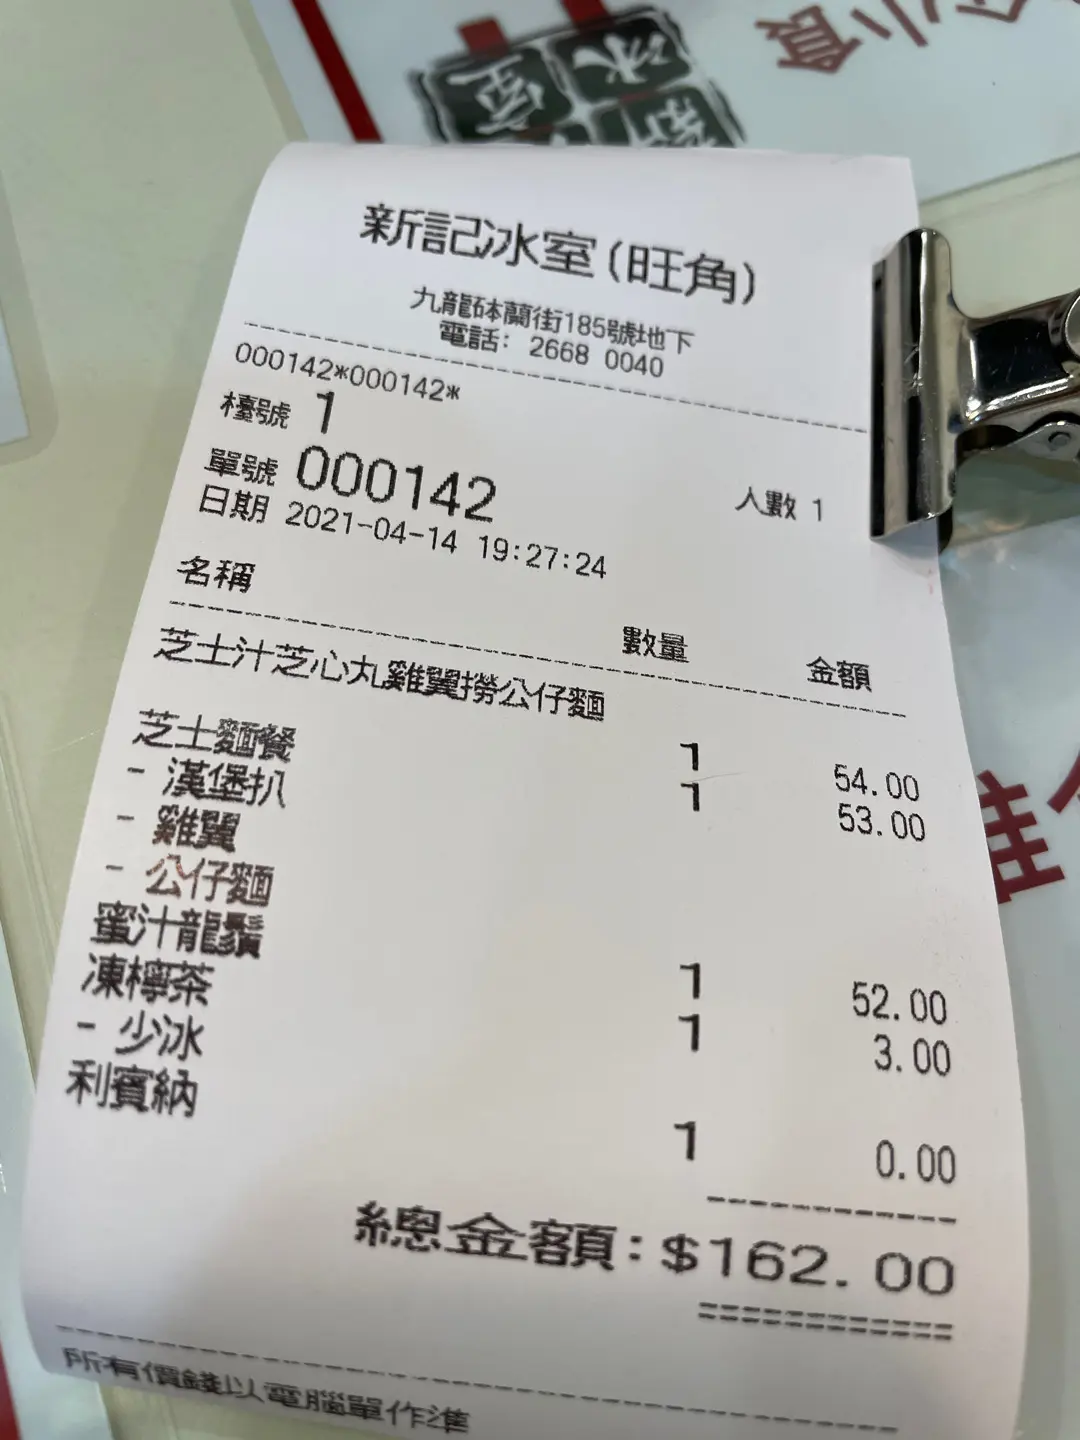 小食
冰室
新記冰室(旺角)
九龍砵蘭街185號地下
電話: 2668 0040
000142*000142*
檯號 1
單號 000142 人數 1
日期 2021-04-14 19:27:24
名稱 數量 金額
芝士汁芝心丸雞翼撈公仔麵
1 54.00
芝士麵餐 1 53.00
- 漢堡扒
- 雞翼
- 公仔麵
蜜汁龍鬚 1 52.00
凍檸茶 1 3.00
- 少冰
利賓納 1 0.00
總金額:$162.00
所有價錢以電腦單作準